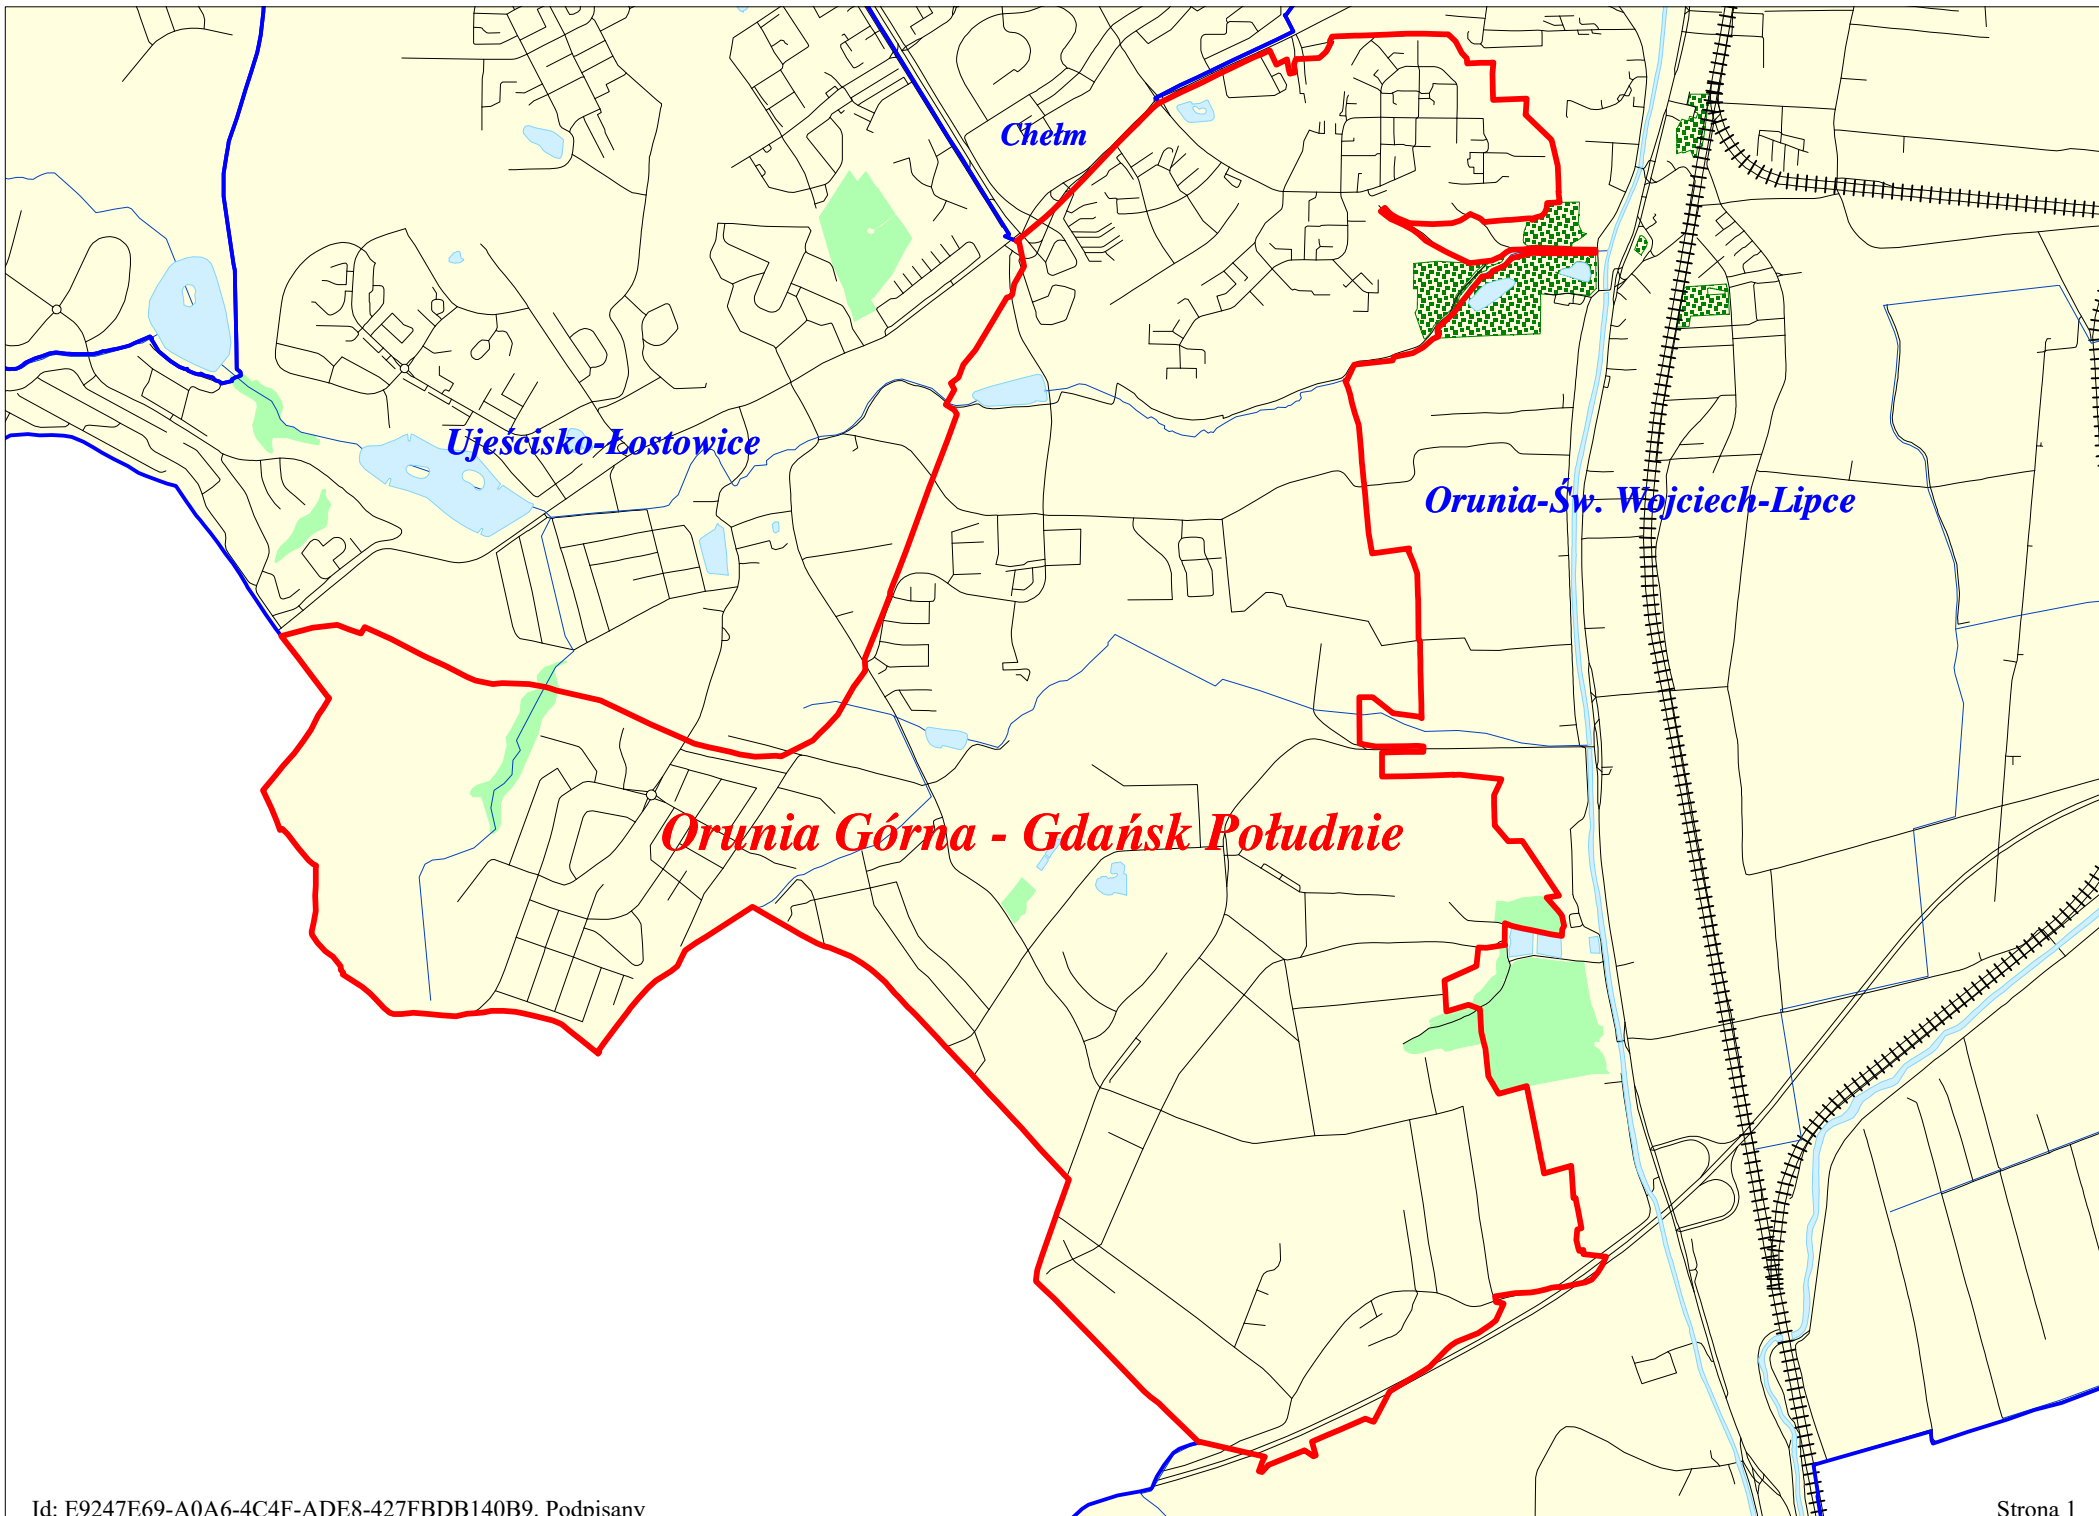 Chełm
Ujeścisko-Łostowice
Orunia-Św. Wojciech-Lipce
Orunia Górna - Gdańsk Południe
Id: F9247E69-A0A6-4C4F-ADE8-427FBDB140B9. Podpisany
Strona 1